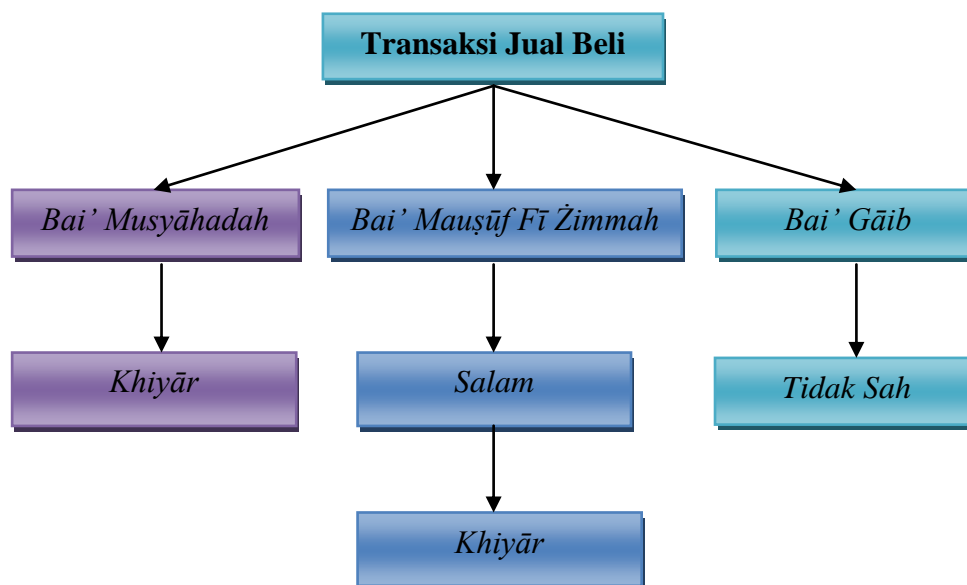 Transaksi Jual Beli
Bai’ Musyāhadah
Bai’ Mauṣūf Fī Żimmah
Bai’ Gāib
Khiyār
Salam
Tidak Sah
Khiyār